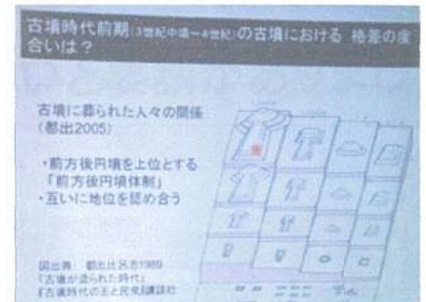 古墳時代前期(3世紀中頃~4世紀)の古墳における 格差の度
合いは?
古墳に葬られた人々の関係
(都出2005)
・前方後円墳を上位とする
「前方後円墳体制」
・互いに地位を認め合う
図出典: 都出比呂志1989
「古墳が造られた時代」
『古墳時代の王と民衆』講談社